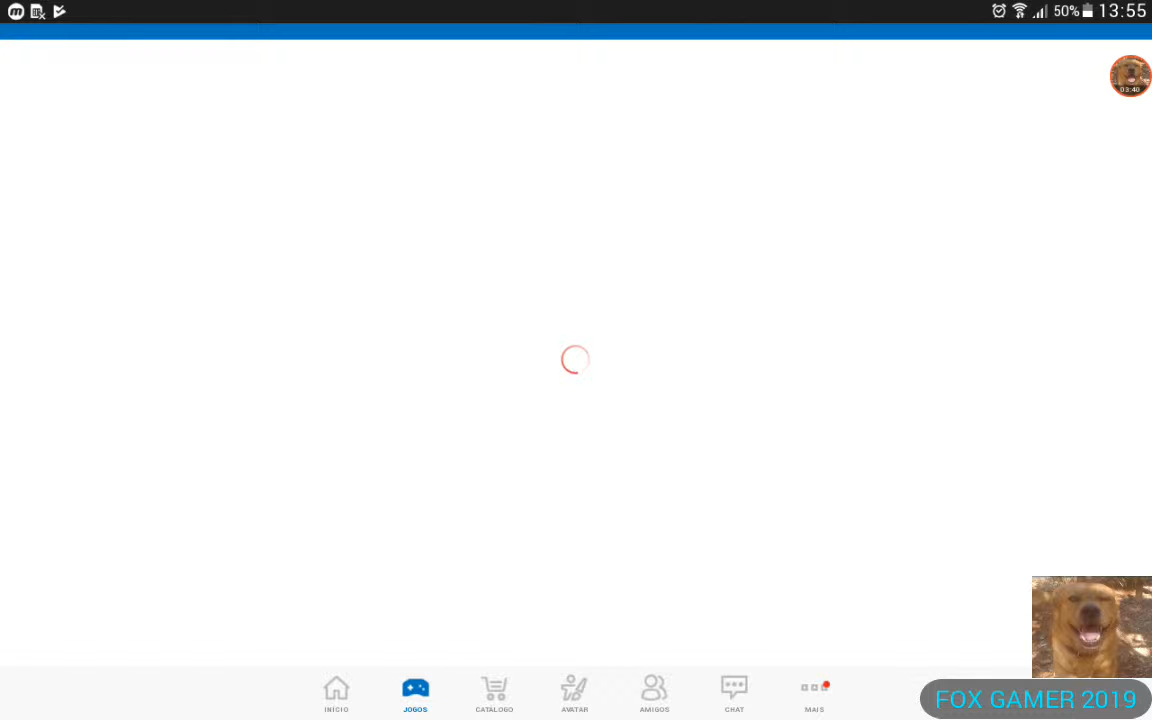 50% 13:55
03:40
INÍCIO JOGOS CATÁLOGO AVATAR AMIGOS CHAT MAIS
FOX GAMER 2019